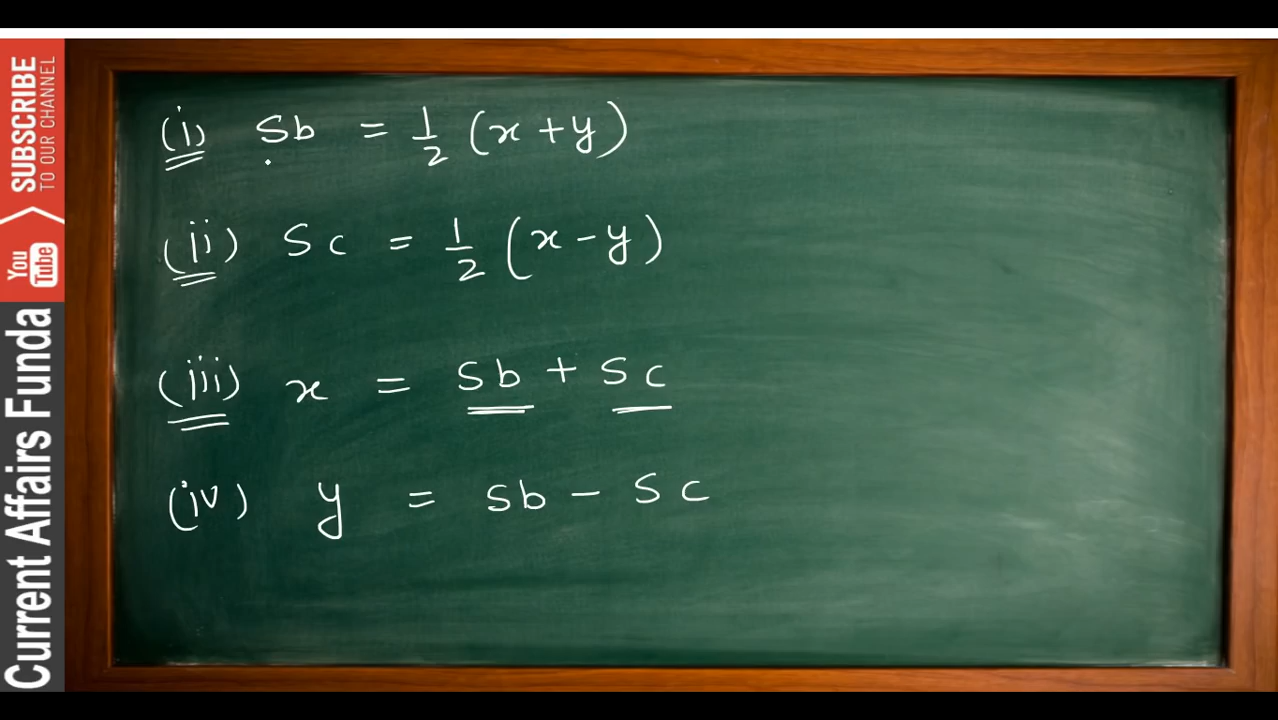 SUBSCRIBE
TO OUR CHANNEL
You Tube
Current Affairs Funda
(i) Sb = 1/2 (x + y)
(ii) Sc = 1/2 (x - y)
(iii) x = Sb + Sc
(iv) y = Sb - Sc